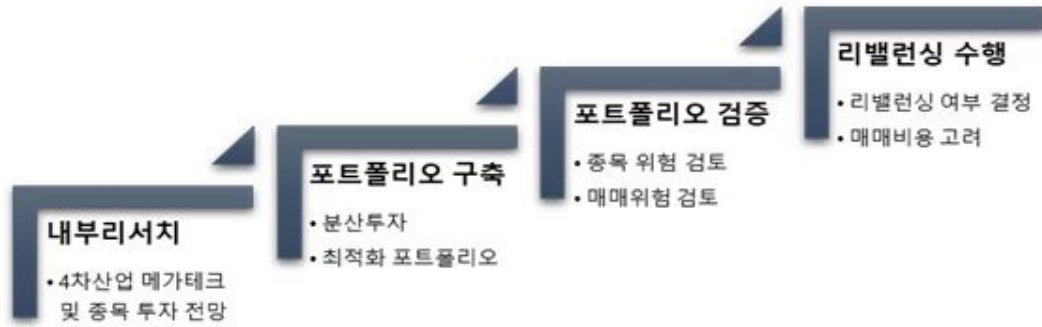 내부리서치
• 4차산업 메가테크
및 종목 투자 전망
포트폴리오 구축
• 분산투자
• 최적화 포트폴리오
포트폴리오 검증
• 종목 위험 검토
• 매매위험 검토
리밸런싱 수행
• 리밸런싱 여부 결정
• 매매비용 고려